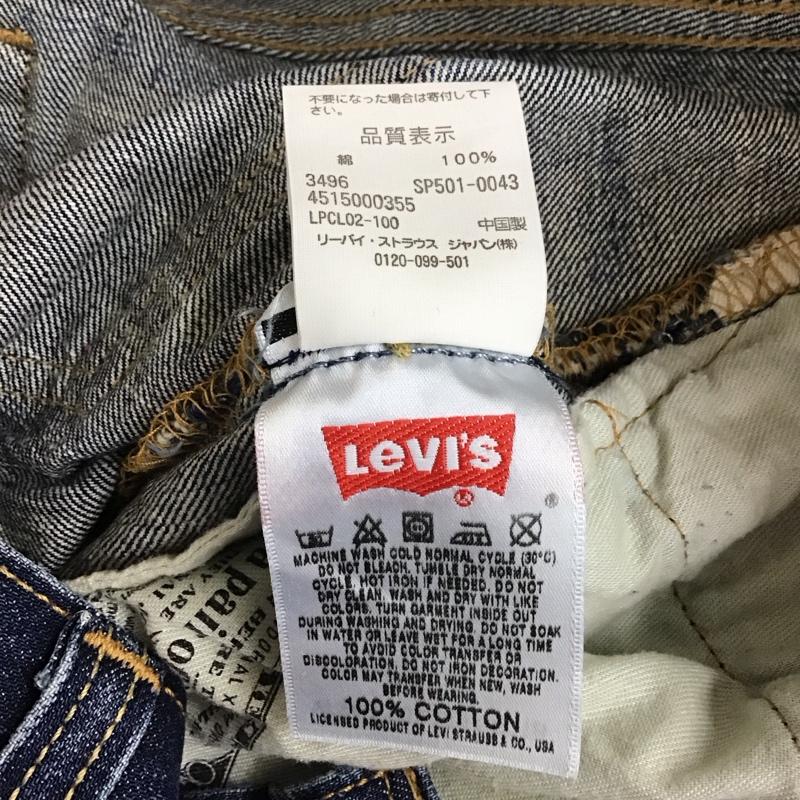 不要になった場合は寄付して下
さい。
品質表示
綿 100%
3496 SP501-0043
4515000355
LPCL02-100 中国製
リーバイ・ストラウス ジャパン(株)
0120-099-501
LEVI'S
®
®
MACHINE WASH COLD NORMAL CYCLE (30°C)
DO NOT BLEACH. TUMBLE DRY NORMAL
CYCLE. HOT IRON IF NEEDED. DO NOT
DRY CLEAN. WASH AND DRY WITH LIKE
COLORS. TURN GARMENT INSIDE OUT
DURING WASHING AND DRYING. DO NOT SOAK
IN WATER OR LEAVE WET FOR A LONG TIME
TO AVOID COLOR TRANSFER OR
DISCOLORATION. DO NOT IRON DECORATION.
COLOR MAY TRANSFER WHEN NEW, WASH
BEFORE WEARING.
100% COTTON
LICENSED PRODUCT OF LEVI STRAUSS & CO., USA
pair